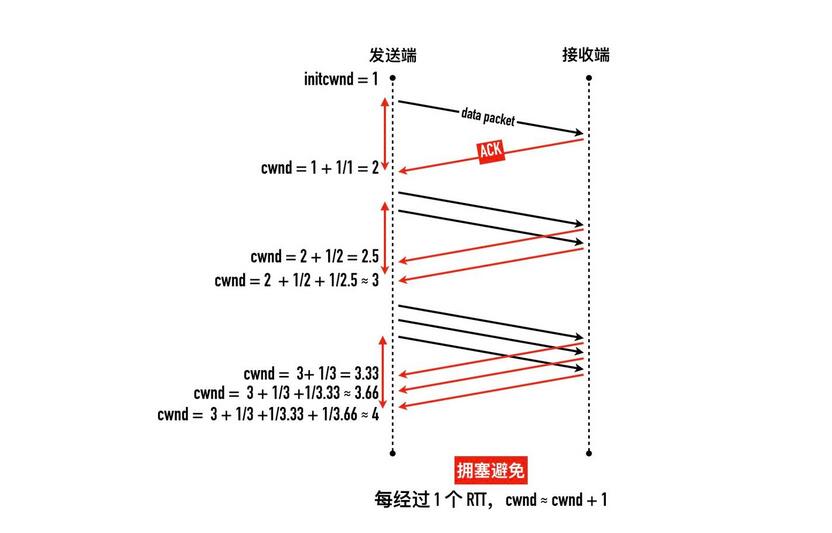 发送端
接收端
initcwnd = 1
data packet
ACK
cwnd = 1 + 1/1 = 2
cwnd = 2 + 1/2 = 2.5
cwnd = 2 + 1/2 + 1/2.5 ≈ 3
cwnd = 3+ 1/3 = 3.33
cwnd = 3 + 1/3 +1/3.33 ≈ 3.66
cwnd = 3 + 1/3 +1/3.33 + 1/3.66 ≈ 4
拥塞避免
每经过 1 个 RTT， cwnd ≈ cwnd + 1